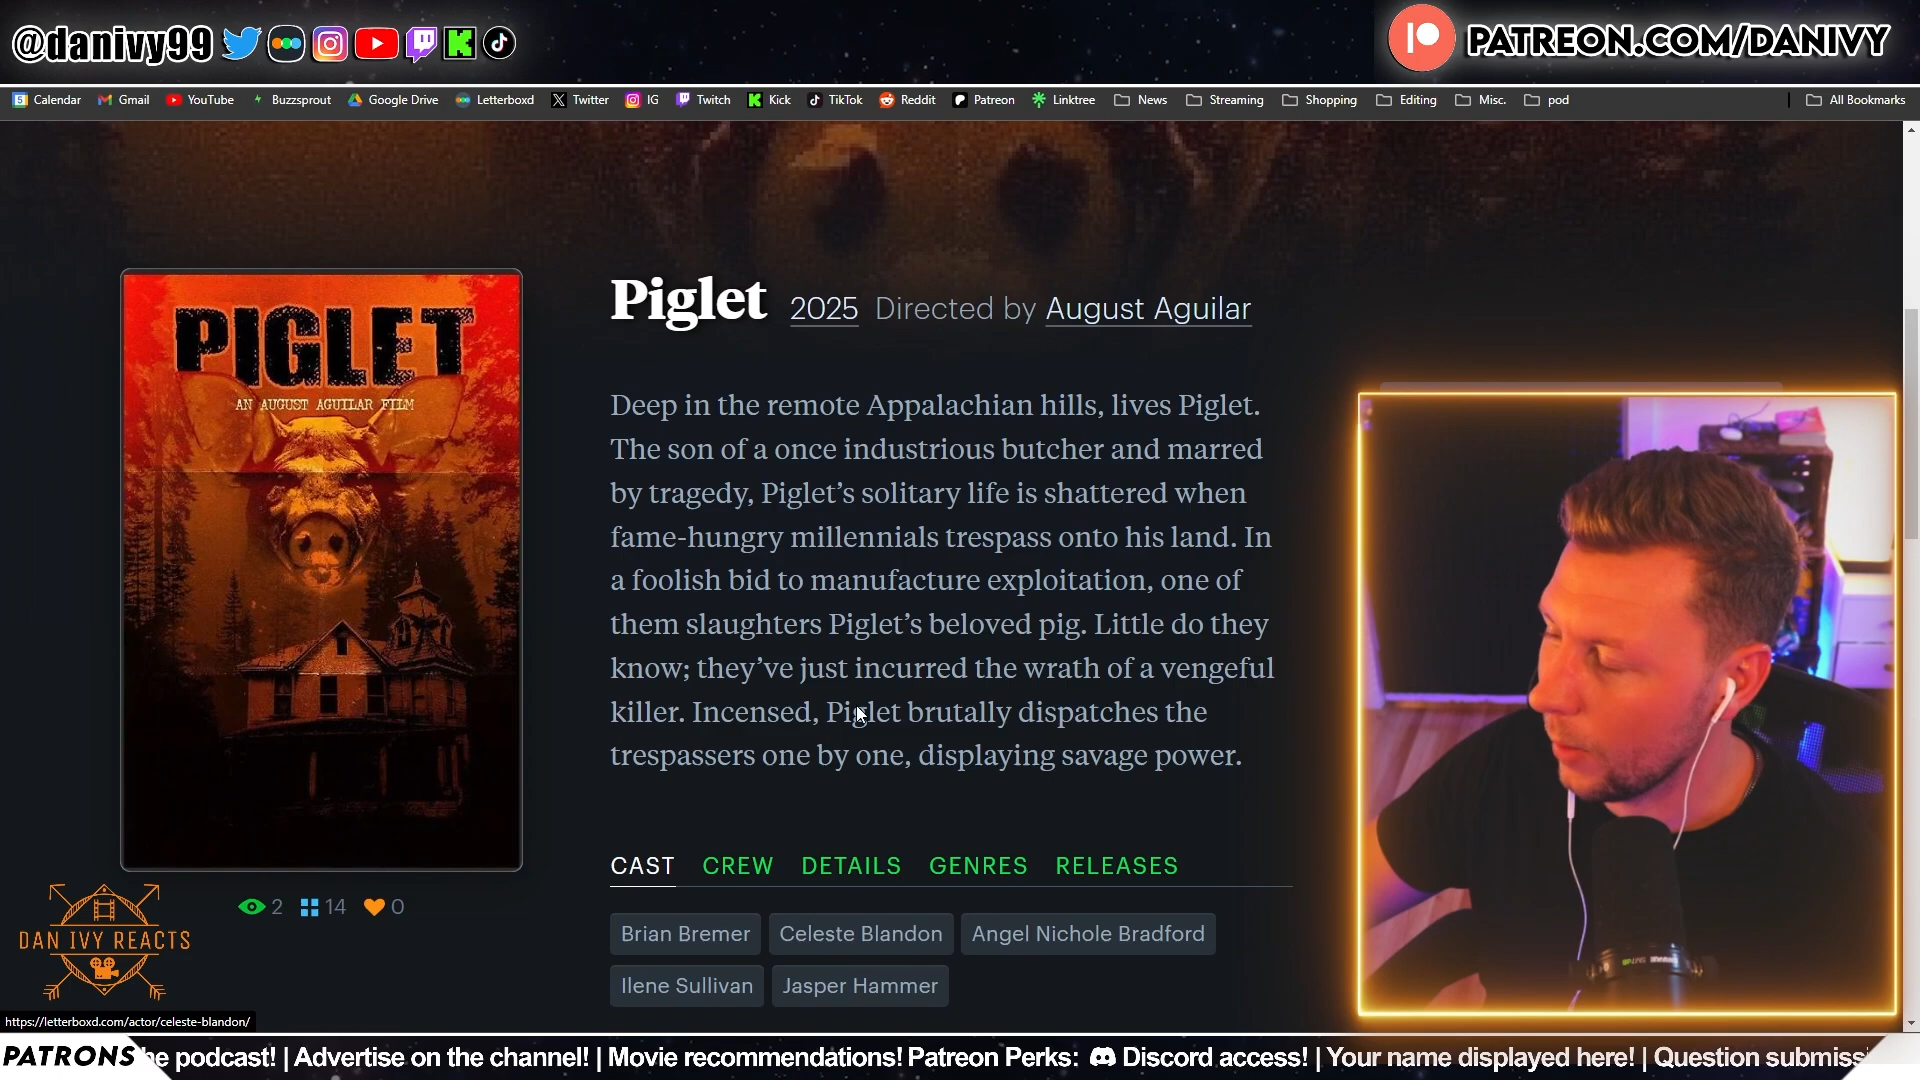 @danivy99
PATREON.COM/DANIVY
Calendar Gmail YouTube Buzzsprout Google Drive Letterboxd Twitter IG Twitch Kick TikTok Reddit Patreon Linktree News Streaming Shopping Editing Misc. pod All Bookmarks
PIGLET
AN AUGUST AGUILAR FILM
Piglet 2025 Directed by August Aguilar
Deep in the remote Appalachian hills, lives Piglet.
The son of a once industrious butcher and marred
by tragedy, Piglet’s solitary life is shattered when
fame-hungry millennials trespass onto his land. In
a foolish bid to manufacture exploitation, one of
them slaughters Piglet’s beloved pig. Little do they
know; they’ve just incurred the wrath of a vengeful
killer. Incensed, Piglet brutally dispatches the
trespassers one by one, displaying savage power.
CAST CREW DETAILS GENRES RELEASES
2 14 0
Brian Bremer Celeste Blandon Angel Nichole Bradford
Ilene Sullivan Jasper Hammer
DAN IVY REACTS
https://letterboxd.com/actor/celeste-blandon/
PATRONS he podcast! | Advertise on the channel! | Movie recommendations! Patreon Perks: Discord access! | Your name displayed here! | Question submiss